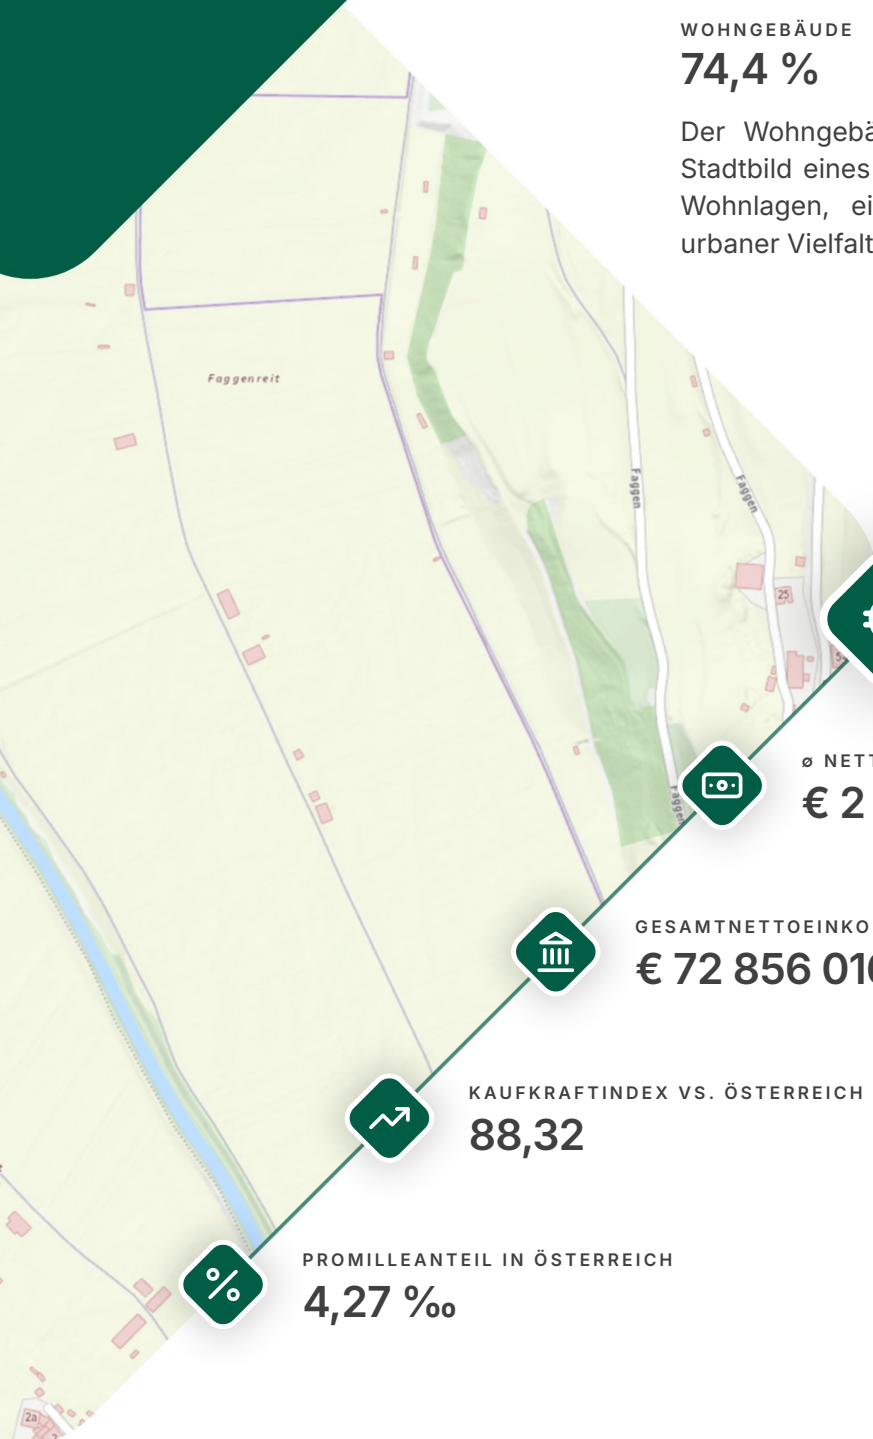 WOHNGEBÄUDE
74,4 %
Der Wohngebä
Stadtbild eines
Wohnlagen, ei
urbaner Vielfalt
Faggenreit
Faggen
Faggen
25
Faggen
ø NETT
€ 2
GESAMTNETTOEINKO
€ 72 856 016
KAUFKRAFTINDEX VS. ÖSTERREICH
88,32
PROMILLEANTEIL IN ÖSTERREICH
4,27 ‰
2a